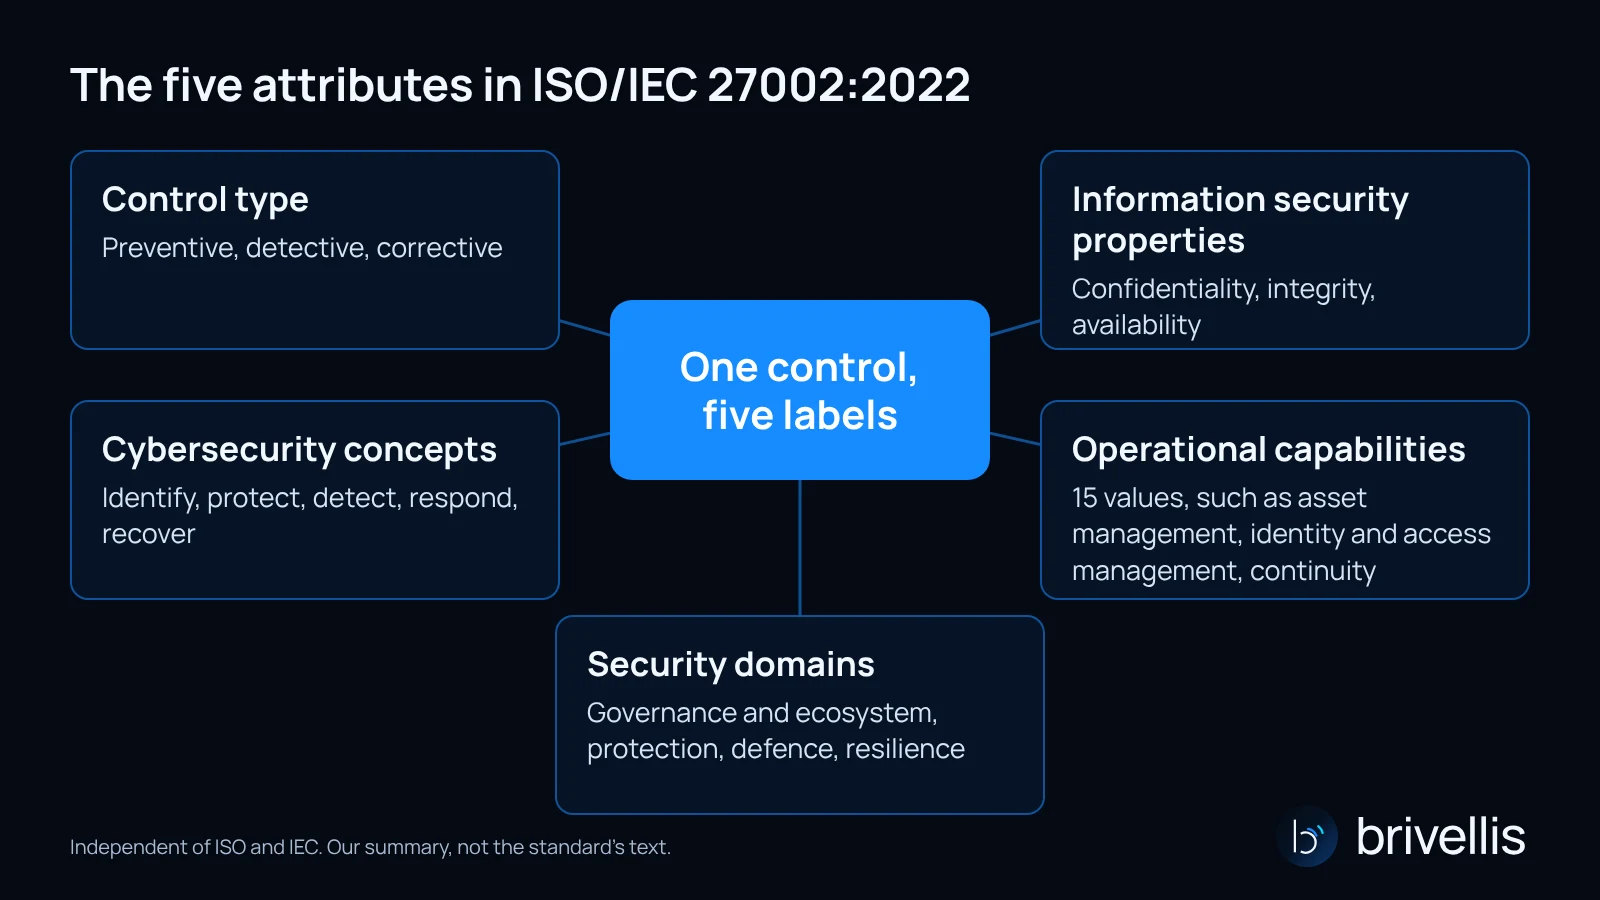 The five attributes in ISO/IEC 27002:2022
Control type
Preventive, detective, corrective
Information security
properties
Confidentiality, integrity,
availability
One control,
five labels
Cybersecurity concepts
Identify, protect, detect, respond,
recover
Operational capabilities
15 values, such as asset
management, identity and access
management, continuity
Security domains
Governance and ecosystem,
protection, defence, resilience
Independent of ISO and IEC. Our summary, not the standard's text.
brivellis